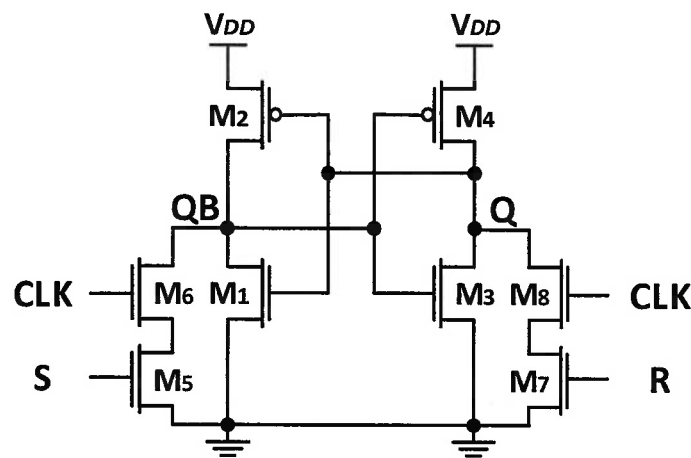 VDD VDD
M2 M4
QB Q
CLK M6 M1 M3 M8 CLK
S M5 M7 R